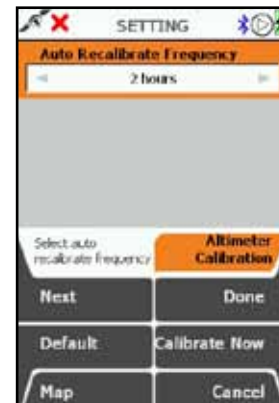 SETTING
Auto Recalibrate Frequency
2 hours
Select auto
recalibrate frequency
Altimeter
Calibration
Next
Done
Default
Calibrate Now
Map
Cancel